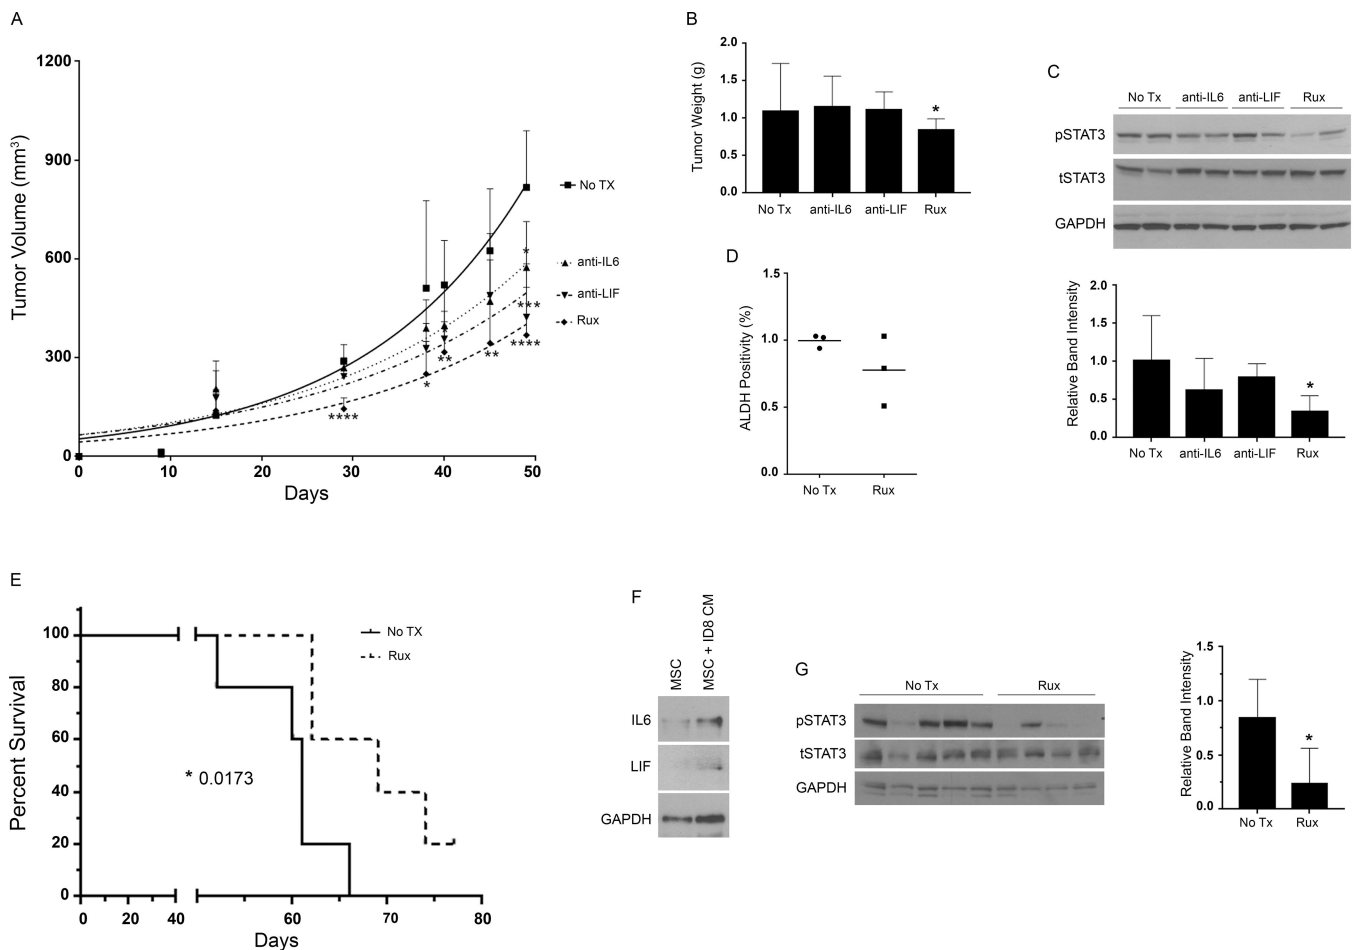 A
Tumor Volume (mm³)
1200
900
600
300
0
0
10
20
30
40
50
Days
No TX
anti-IL6
anti-LIF
Rux
*
***
****
**
**
*
****
B
Tumor Weight (g)
2.0
1.5
1.0
0.5
0.0
*
No Tx anti-IL6 anti-LIF Rux
C
No Tx anti-IL6 anti-LIF Rux
pSTAT3
tSTAT3
GAPDH
Relative Band Intensity
1.5
1.0
0.5
0.0
*
No Tx anti-IL6 anti-LIF Rux
D
ALDH Positivity (%)
1.5
1.0
0.5
0.0
No Tx Rux
E
Percent Survival
100
80
60
40
20
0
0 20 40 60 70 80
Days
No TX
Rux
* 0.0173
F
MSC
MSC + ID8 CM
IL6
LIF
GAPDH
G
No Tx Rux
pSTAT3
tSTAT3
GAPDH
Relative Band Intensity
1.5
1.0
0.5
0.0
*
No Tx Rux